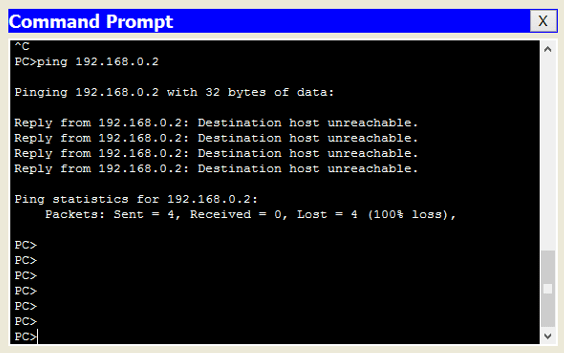 Command Prompt
X
^C
PC>ping 192.168.0.2
Pinging 192.168.0.2 with 32 bytes of data:
Reply from 192.168.0.2: Destination host unreachable.
Reply from 192.168.0.2: Destination host unreachable.
Reply from 192.168.0.2: Destination host unreachable.
Reply from 192.168.0.2: Destination host unreachable.
Ping statistics for 192.168.0.2:
Packets: Sent = 4, Received = 0, Lost = 4 (100% loss),
PC>
PC>
PC>
PC>
PC>
PC>
PC>